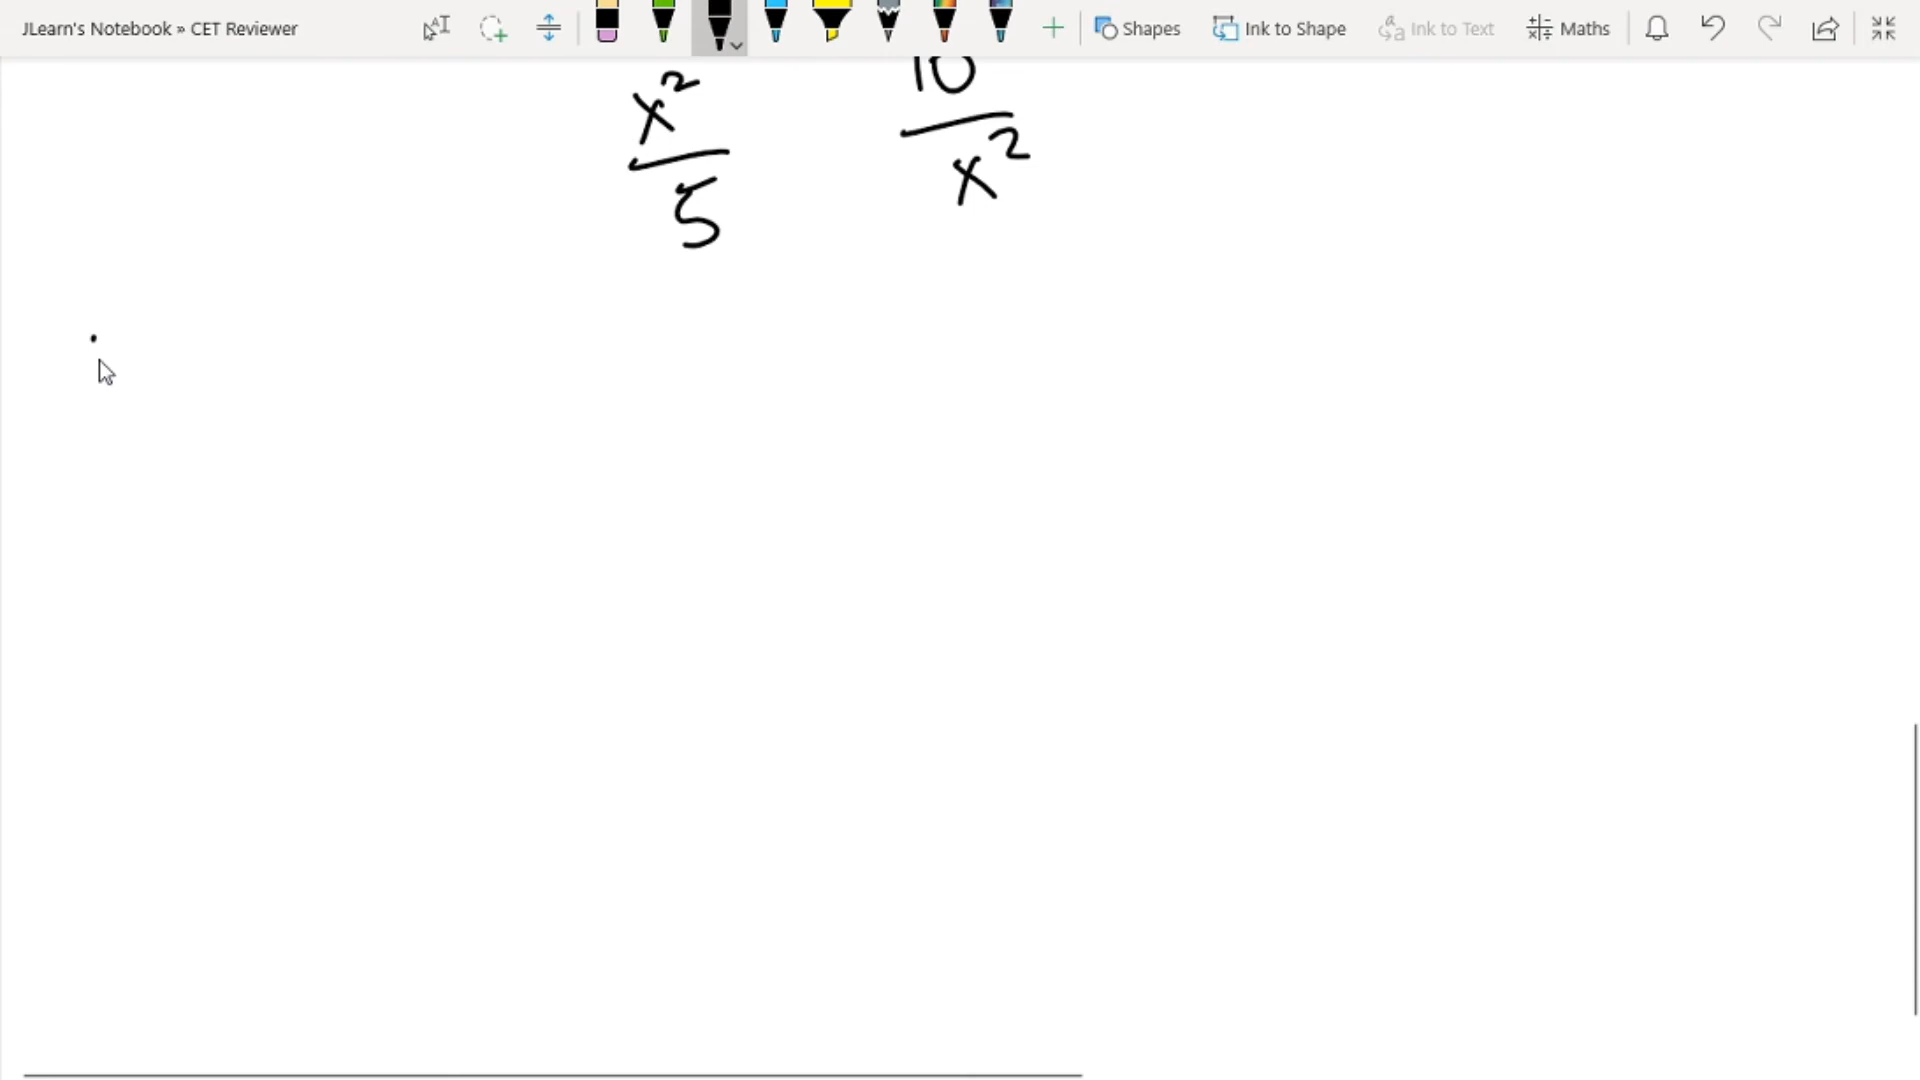 JLearn's Notebook » CET Reviewer
Shapes
Ink to Shape
Ink to Text
Maths
x²
5
10
x²